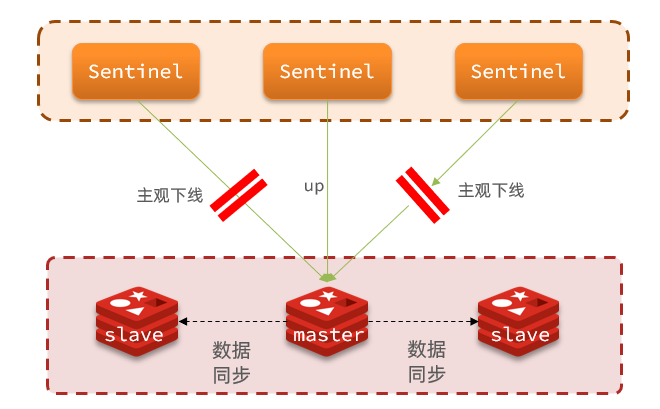 Sentinel
Sentinel
Sentinel
主观下线
up
主观下线
slave
master
slave
数据
同步
数据
同步